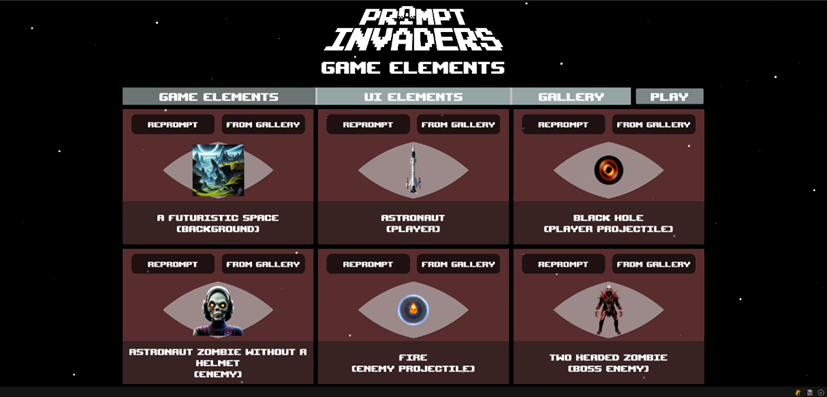 PROMPT
INVADERS
GAME ELEMENTS
GAME ELEMENTS UI ELEMENTS GALLERY PLAY
REPROMPT FROM GALLERY REPROMPT FROM GALLERY REPROMPT FROM GALLERY
A FUTURISTIC SPACE
(BACKGROUND)
ASTRONAUT
(PLAYER)
BLACK HOLE
(PLAYER PROJECTILE)
REPROMPT FROM GALLERY REPROMPT FROM GALLERY REPROMPT FROM GALLERY
ASTRONAUT ZOMBIE WITHOUT A
HELMET
(ENEMY)
FIRE
(ENEMY PROJECTILE)
TWO HEADED ZOMBIE
(BOSS ENEMY)